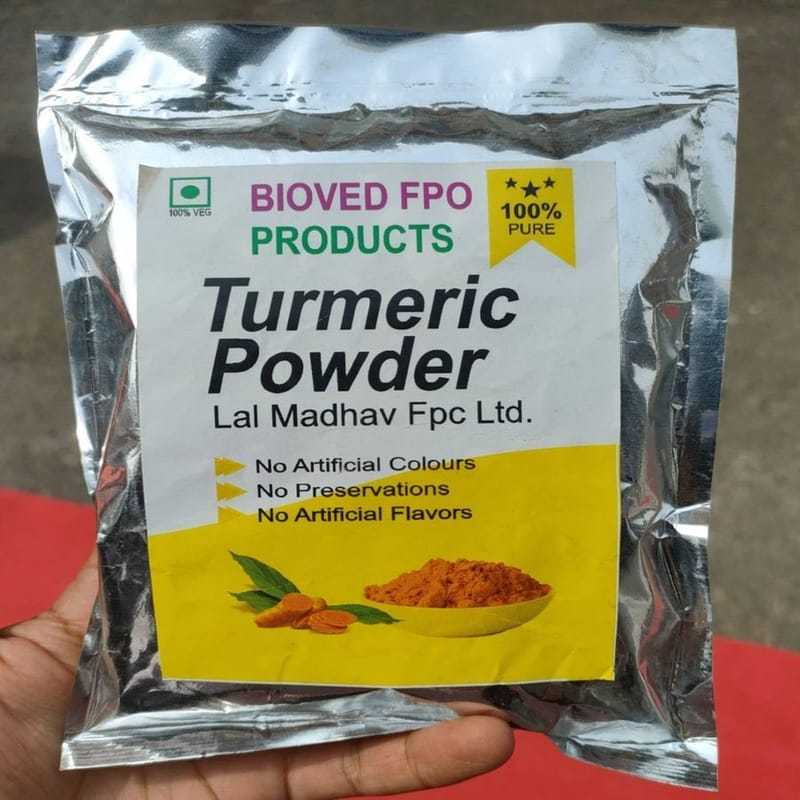 100% VEG
BIOVED FPO
PRODUCTS
100%
PURE
Turmeric
Powder
Lal Madhav Fpc Ltd.
No Artificial Colours
No Preservations
No Artificial Flavors